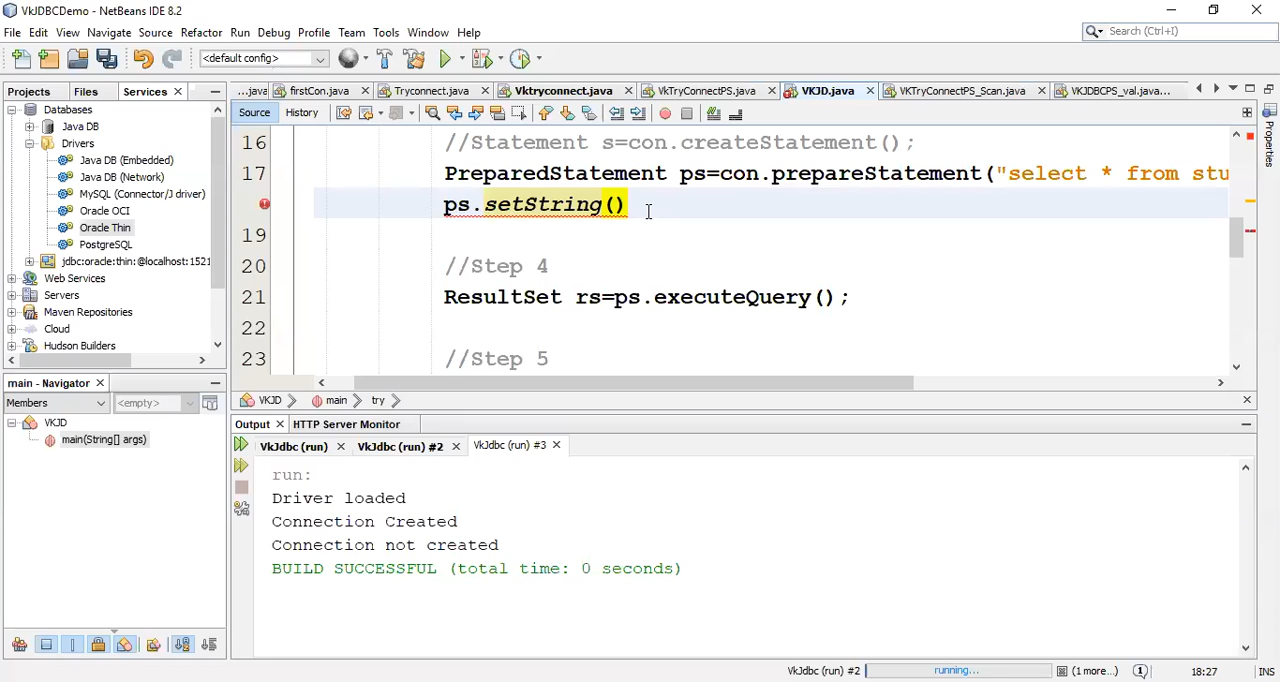 VkJDBCDemo - NetBeans IDE 8.2
File Edit View Navigate Source Refactor Run Debug Profile Team Tools Window Help
Search (Ctrl+I)
<default config>
Projects Files Services
...java firstCon.java Tryconnect.java Vktryconnect.java VkTryConnectPS.java VKJD.java VKTryConnectPS_Scan.java VKJDBCPS_val.java...
Source History
Databases
Java DB
Drivers
Java DB (Embedded)
Java DB (Network)
MySQL (Connector/J driver)
Oracle OCI
Oracle Thin
PostgreSQL
jdbc:oracle:thin:@localhost:1521
Web Services
Servers
Maven Repositories
Cloud
Hudson Builders
16 //Statement s=con.createStatement();
17 PreparedStatement ps=con.prepareStatement("select * from stu
ps.setString()
19
20 //Step 4
21 ResultSet rs=ps.executeQuery();
22
23 //Step 5
Properties
main - Navigator
Members <empty>
VKJD
main(String[] args)
VKJD main try
Output HTTP Server Monitor
VkJdbc (run) VkJdbc (run) #2 VkJdbc (run) #3
run:
Driver loaded
Connection Created
Connection not created
BUILD SUCCESSFUL (total time: 0 seconds)
VkJdbc (run) #2 running... (1 more...) 18:27 INS